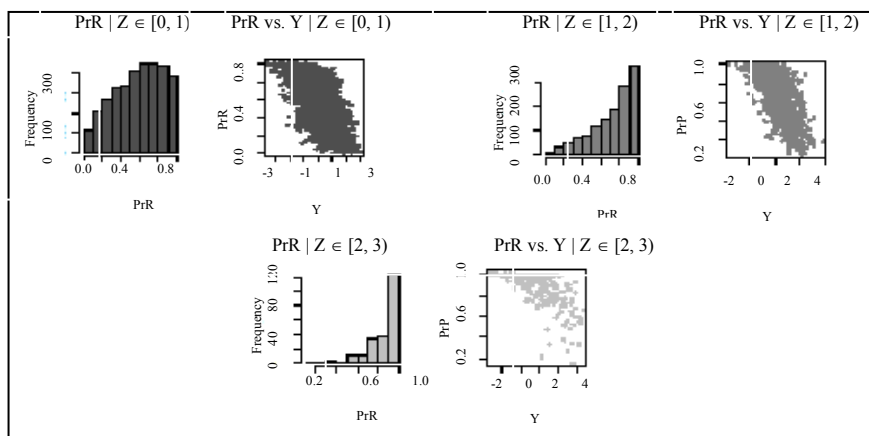 PrR | Z ∈ [0, 1)
PrR vs. Y | Z ∈ [0, 1)
PrR | Z ∈ [1, 2)
PrR vs. Y | Z ∈ [1, 2)
Frequency
0 100 300
0.0 0.4 0.8
PrR
PrR
0.0 0.4 0.8
-3 -1 1 3
Y
Frequency
0 100 200 300
0.0 0.4 0.8
PrR
PrP
0.2 0.6 1.0
-2 0 2 4
Y
PrR | Z ∈ [2, 3)
PrR vs. Y | Z ∈ [2, 3)
Frequency
0 40 80 120
0.2 0.6 1.0
PrR
PrP
0.2 0.6 1.0
-2 0 2 4
Y